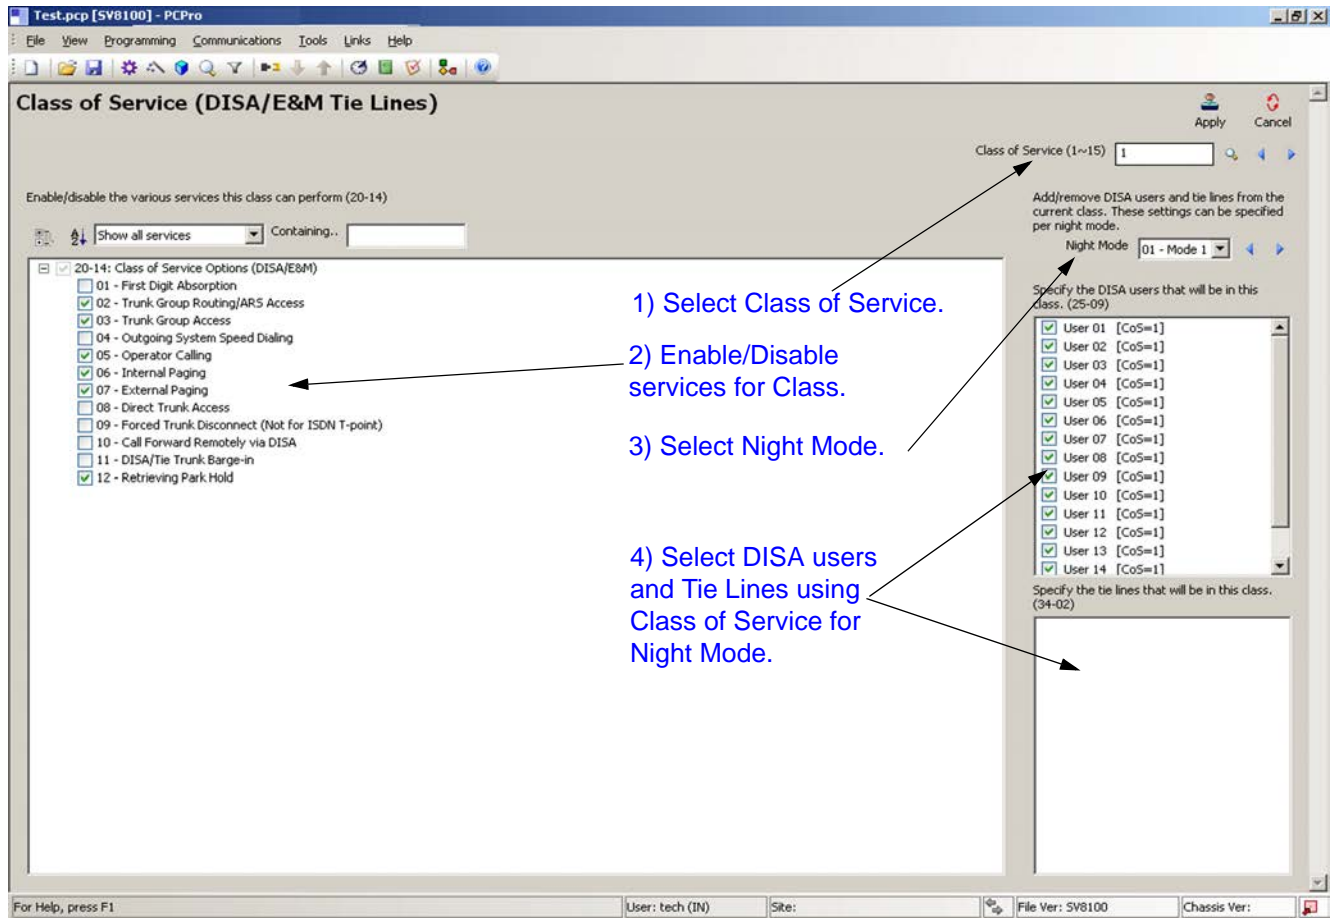 Test.pcp [SV8100] - PCPro
File View Programming Communications Tools Links Help
Class of Service (DISA/E&M Tie Lines)
Apply Cancel
Class of Service (1~15) 1
Enable/disable the various services this class can perform (20-14)
Show all services Containing..
Add/remove DISA users and tie lines from the
current class. These settings can be specified
per night mode.
Night Mode 01 - Mode 1
20-14: Class of Service Options (DISA/E&M)
01 - First Digit Absorption
02 - Trunk Group Routing/ARS Access
03 - Trunk Group Access
04 - Outgoing System Speed Dialing
05 - Operator Calling
06 - Internal Paging
07 - External Paging
08 - Direct Trunk Access
09 - Forced Trunk Disconnect (Not for ISDN T-point)
10 - Call Forward Remotely via DISA
11 - DISA/Tie Trunk Barge-in
12 - Retrieving Park Hold
1) Select Class of Service.
2) Enable/Disable
services for Class.
3) Select Night Mode.
4) Select DISA users
and Tie Lines using
Class of Service for
Night Mode.
Specify the DISA users that will be in this
class. (25-09)
User 01 [CoS=1]
User 02 [CoS=1]
User 03 [CoS=1]
User 04 [CoS=1]
User 05 [CoS=1]
User 06 [CoS=1]
User 07 [CoS=1]
User 08 [CoS=1]
User 09 [CoS=1]
User 10 [CoS=1]
User 11 [CoS=1]
User 12 [CoS=1]
User 13 [CoS=1]
User 14 [CoS=1]
Specify the tie lines that will be in this class.
(34-02)
For Help, press F1 User: tech (IN) Site: File Ver: SV8100 Chassis Ver: